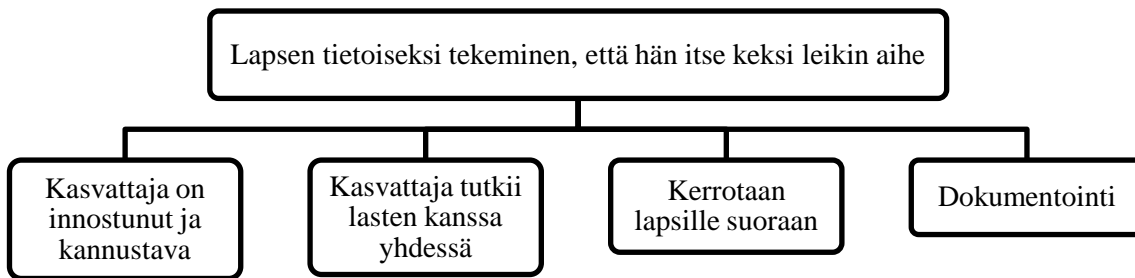 Lapsen tietoiseksi tekeminen, että hän itse keksi leikin aihe
Kasvattaja on
innostunut ja
kannustava
Kasvattaja tutkii
lasten kanssa
yhdessä
Kerrotaan
lapsille suoraan
Dokumentointi